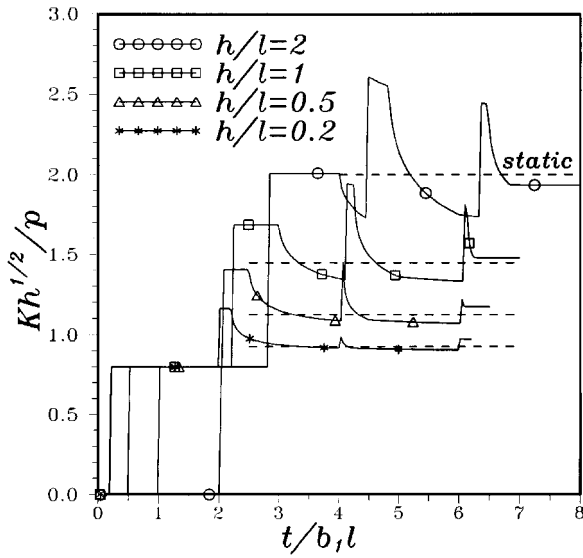 3.0
2.5
2.0
1.5
1.0
0.5
0.0
Kh^{1/2}/p
h/l=2
h/l=1
h/l=0.5
h/l=0.2
static
0 1 2 3 4 5 6 7 8
t/b_1l